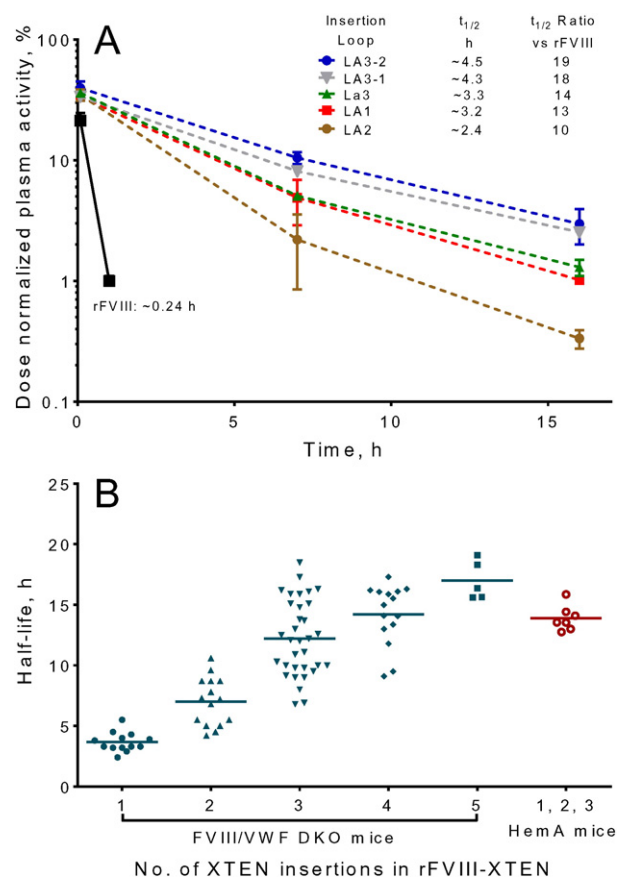 A
Insertion t1/2 t1/2 Ratio
Loop h vs rFVIII
LA3-2 ~4.5 19
LA3-1 ~4.3 18
La3 ~3.3 14
LA1 ~3.2 13
LA2 ~2.4 10
Dose normalized plasma activity, %
100
10
1
0.1
rFVIII: ~0.24 h
0 5 10 15
Time, h
B
Half-life, h
25
20
15
10
5
0
1 2 3 4 5 1, 2, 3
FVIII/VWF DKO mice HemA mice
No. of XTEN insertions in rFVIII-XTEN